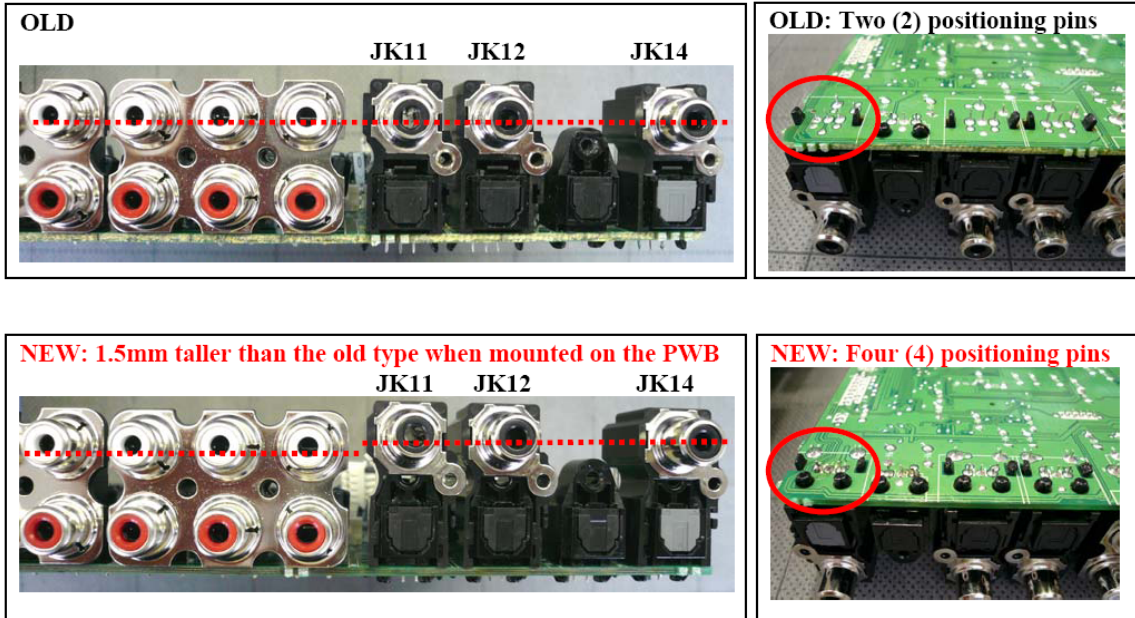 OLD
JK11 JK12 JK14
OLD: Two (2) positioning pins
NEW: 1.5mm taller than the old type when mounted on the PWB
JK11 JK12 JK14
NEW: Four (4) positioning pins